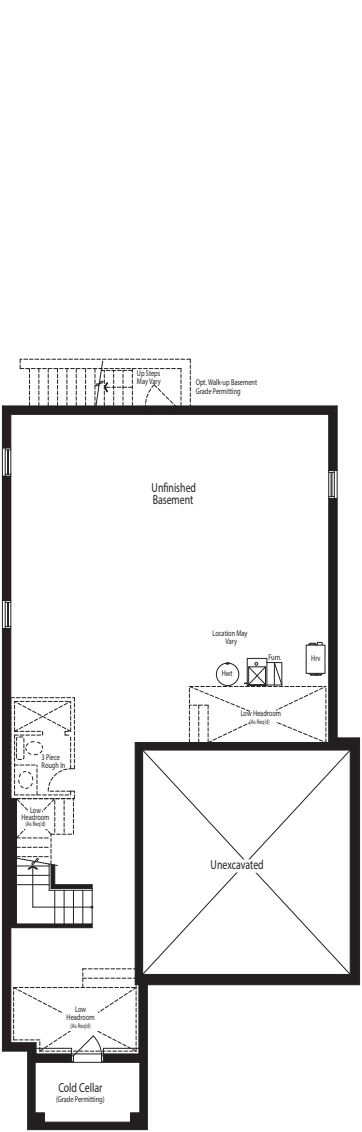 Up Steps
May Vary
Opt. Walk-up Basement
Grade Permitting
Unfinished
Basement
Location May
Vary
Furn.
Hwt
Hrv
Low Headroom
(As Req'd)
3 Piece
Rough In
Low
Headroom
(As Req'd)
Unexcavated
Low
Headroom
(As Req'd)
Cold Cellar
(Grade Permitting)